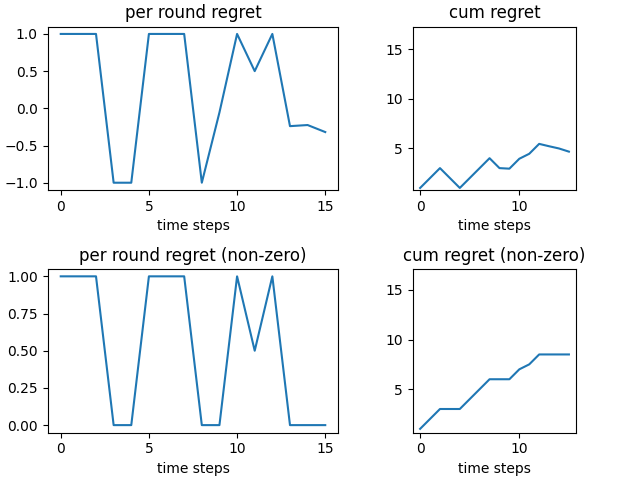 per round regret
cum regret
1.0
0.5
0.0
−0.5
−1.0
0 5 10 15
time steps
15
10
5
0 10
time steps
per round regret (non-zero)
cum regret (non-zero)
1.00
0.75
0.50
0.25
0.00
0 5 10 15
time steps
15
10
5
0 10
time steps